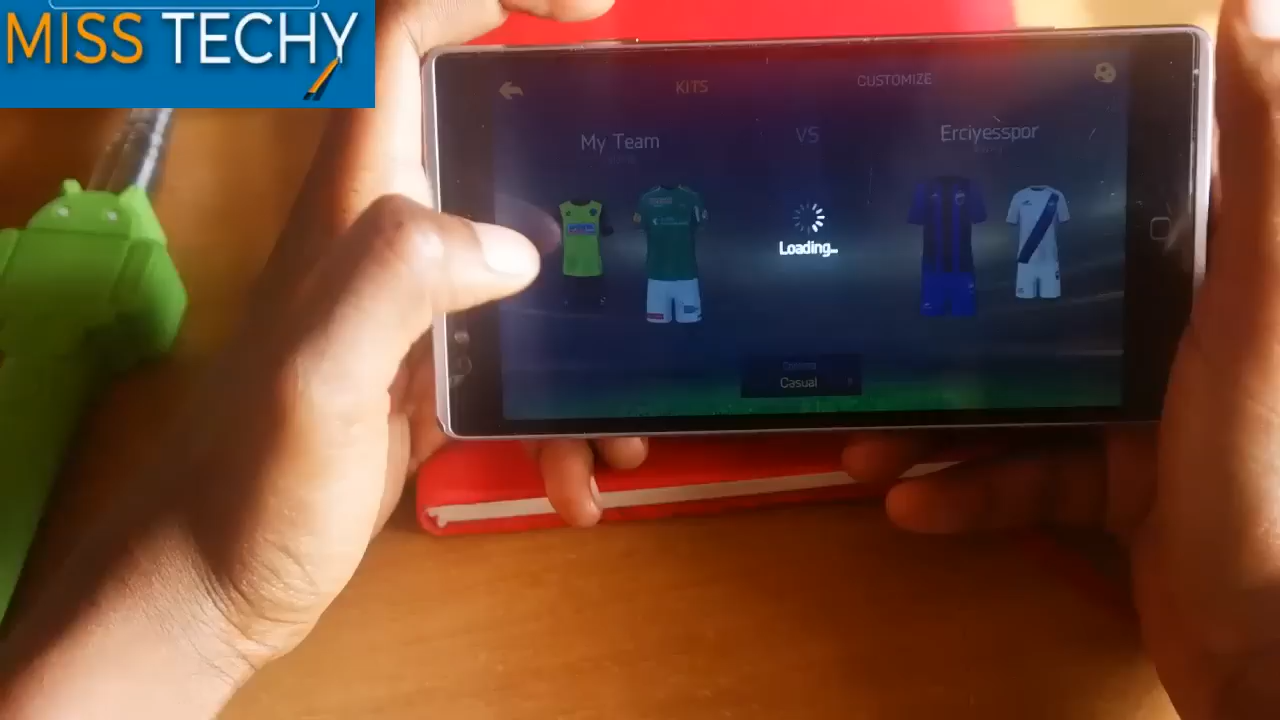 MISS TECHY
KITS
CUSTOMIZE
My Team
VS
Erciyesspor
Loading...
Casual